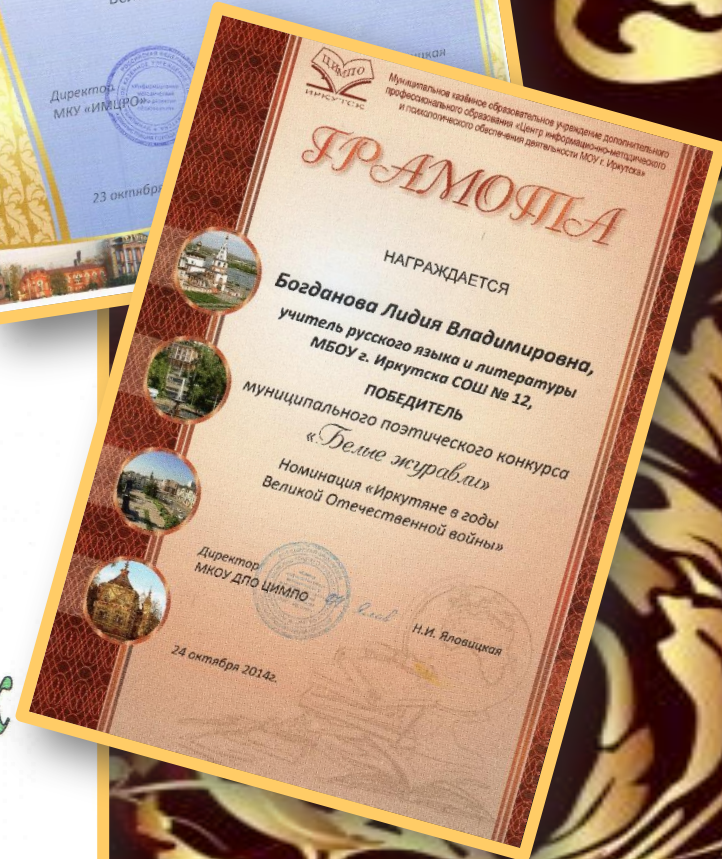 Директор
МКУ «ИМЦРО»
23 октября
ЦИМПО
ИРКУТСК
Муниципальное казённое образовательное учреждение дополнительного
профессионального образования «Центр информационно-методического
и психологического обеспечения деятельности МОУ г. Иркутска»
ГРАМОТА
НАГРАЖДАЕТСЯ
Богданова Лидия Владимировна,
учитель русского языка и литературы
МБОУ г. Иркутска СОШ № 12,
ПОБЕДИТЕЛЬ
муниципального поэтического конкурса
«Белые журавли»
Номинация «Иркутяне в годы
Великой Отечественной войны»
Директор
МКОУ ДПО ЦИМПО
Н.И. Яловицкая
24 октября 2014г.